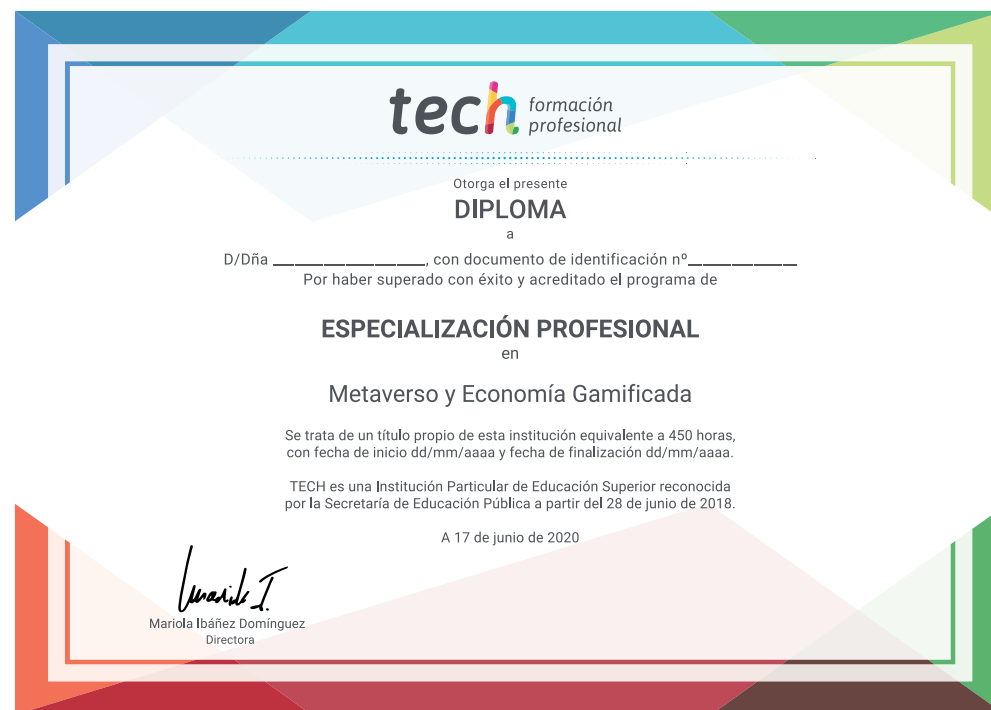 tech formación
profesional
Otorga el presente
DIPLOMA
a
D/Dña ____________________, con documento de identificación nº______________
Por haber superado con éxito y acreditado el programa de
ESPECIALIZACIÓN PROFESIONAL
en
Metaverso y Economía Gamificada
Se trata de un título propio de esta institución equivalente a 450 horas,
con fecha de inicio dd/mm/aaaa y fecha de finalización dd/mm/aaaa.
TECH es una Institución Particular de Educación Superior reconocida
por la Secretaría de Educación Pública a partir del 28 de junio de 2018.
A 17 de junio de 2020
Mariola Ibáñez Domínguez
Directora